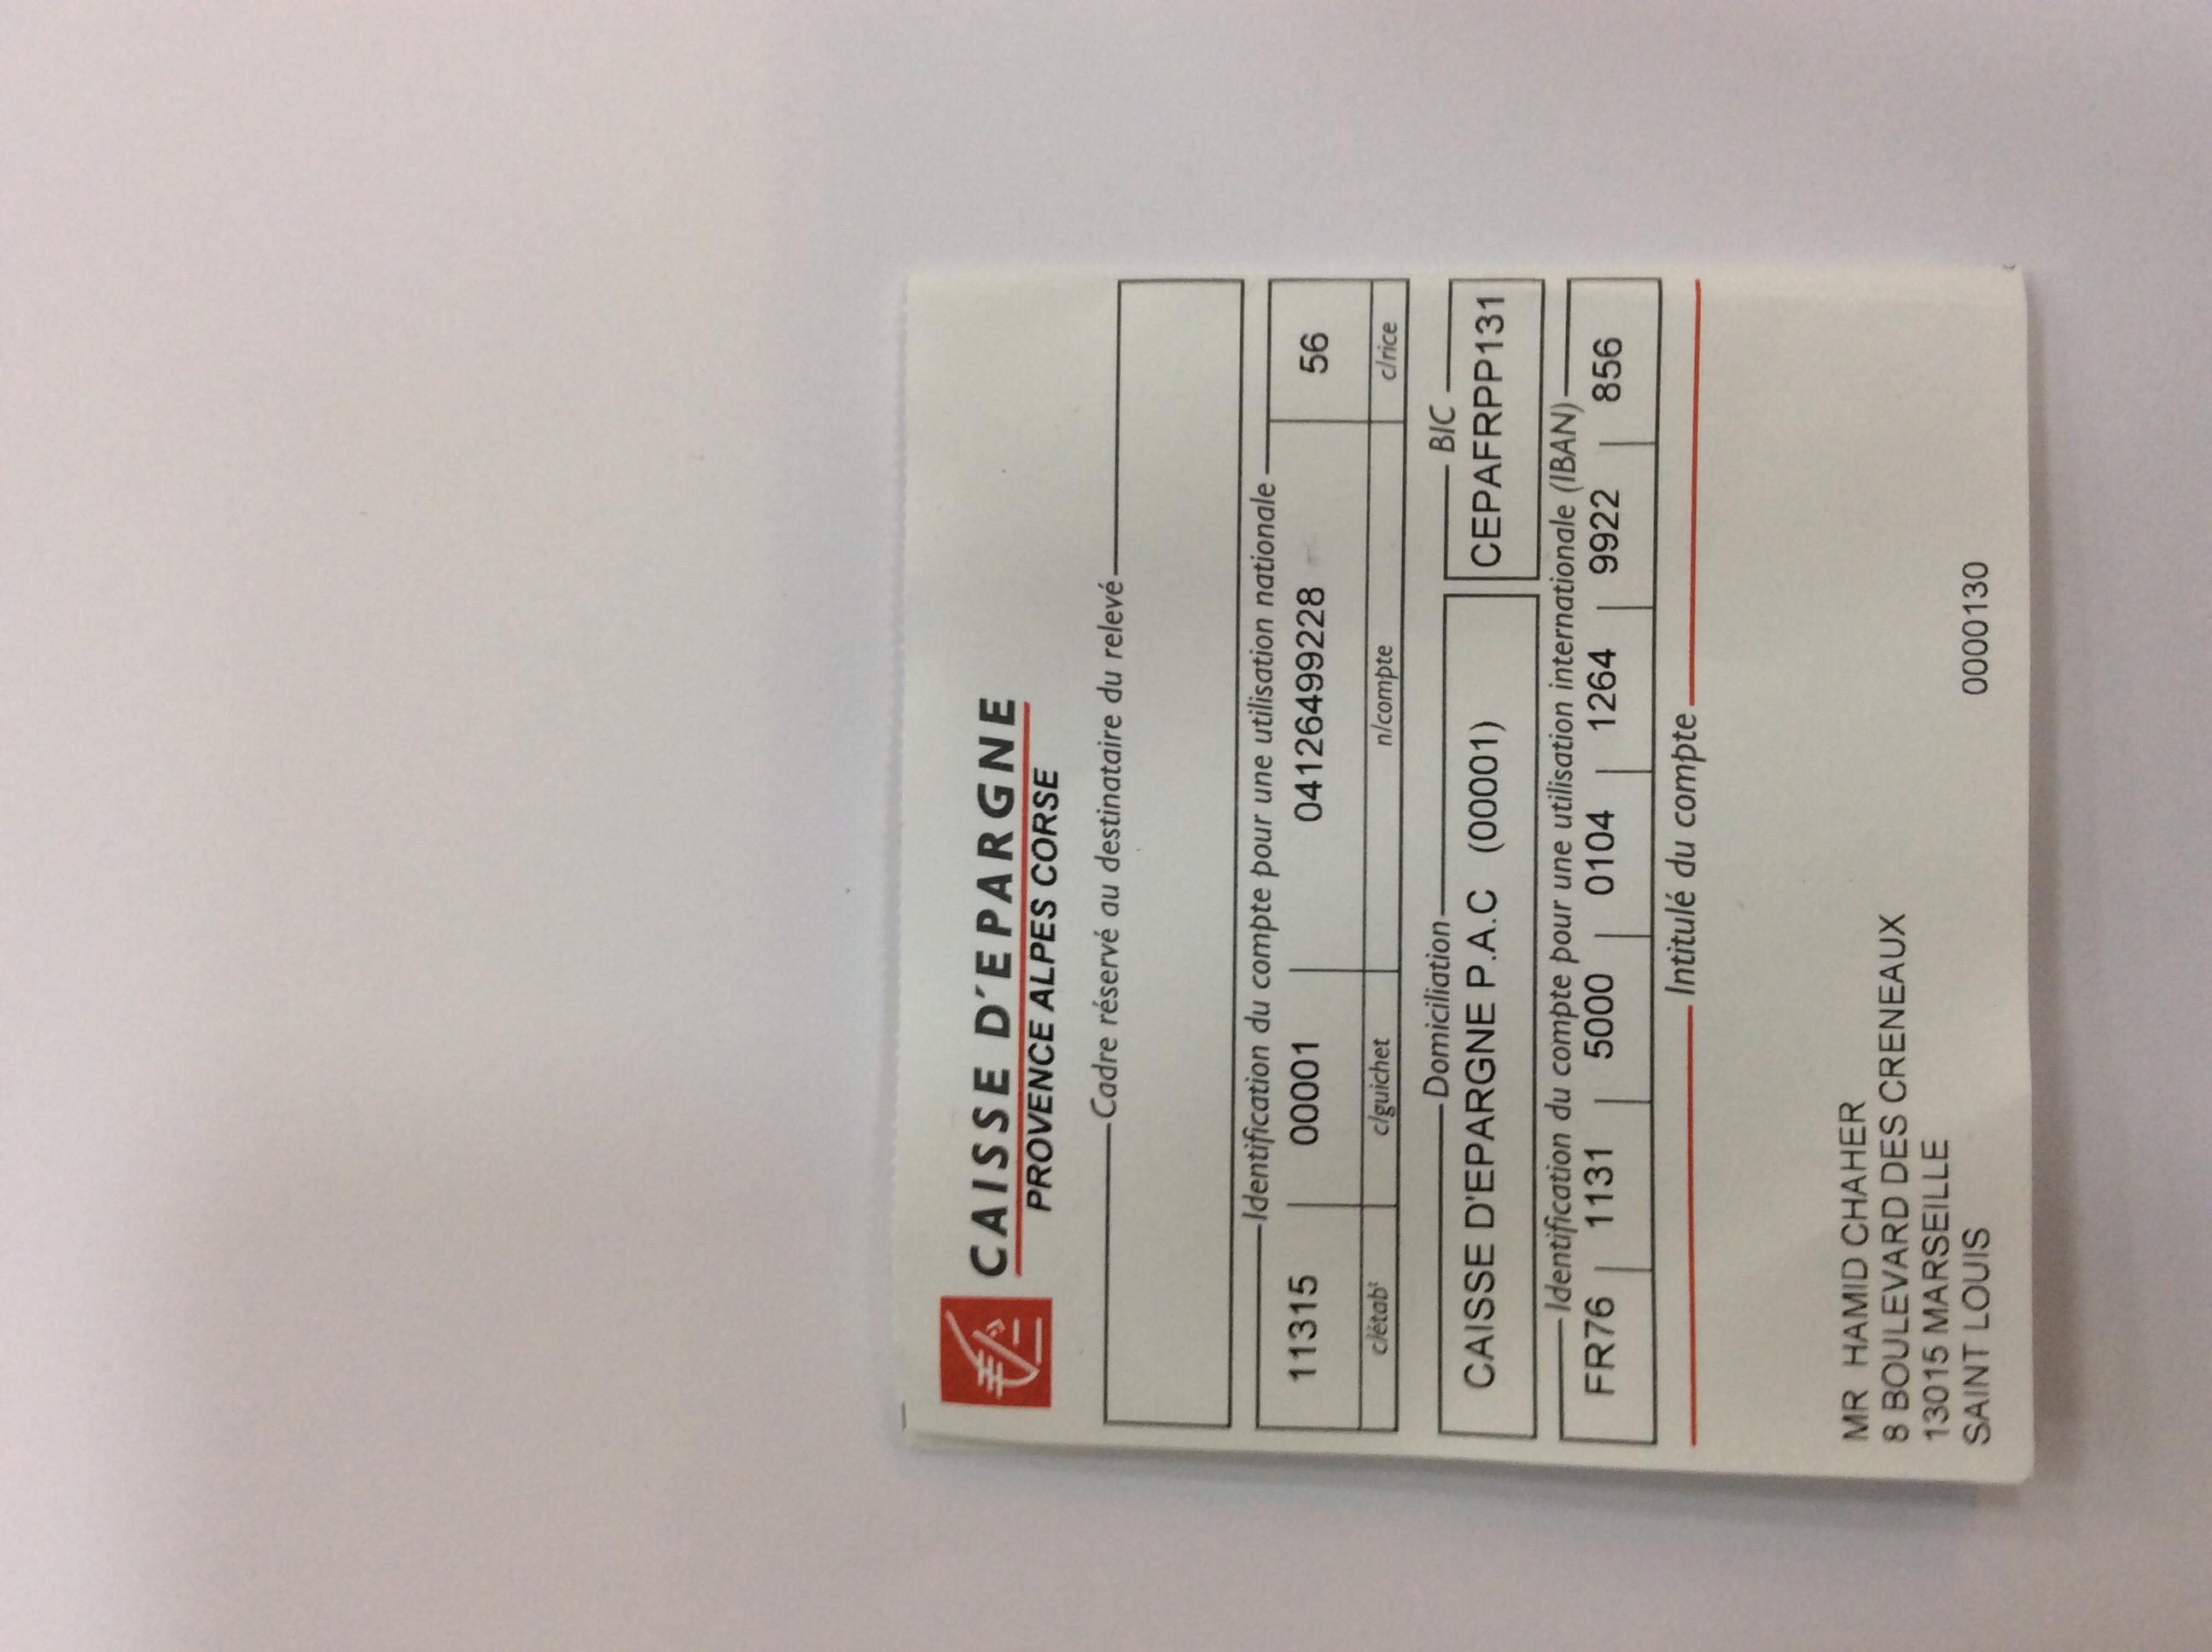 CAISSE D'EPARGNE
PROVENCE ALPES CORSE
Cadre réservé au destinataire du relevé
Identification du compte pour une utilisation nationale
11315 00001 04126499228 56
c/étabt c/guichet n/compte c/rice
Domiciliation BIC
CAISSE D'EPARGNE P.A.C (00001) CEPAFRPP131
Identification du compte pour une utilisation internationale (IBAN)
FR76 1131 5000 0104 1264 9922 856
Intitulé du compte
MR HAMID CHAHER
8 BOULEVARD DES CRENEAUX
13015 MARSEILLE
SAINT LOUIS 0000130